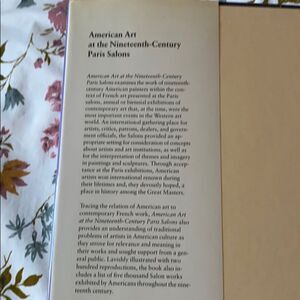 American Art
at the Nineteenth-Century
Paris Salons
American Art at the Nineteenth-Century
Paris Salons examines the work of nineteenth-
century American painters within the con-
text of French art presented at the Paris
salons, annual or biennial exhibitions of
contemporary art that, at the time, were the
most important events in the Western art
world. An international gathering place for
artists, critics, patrons, dealers, and govern-
ment officials, the Salons provided an ap-
propriate setting for consideration of concepts
about artists and art institutions, as well as
for the interpretation of themes and imagery
in paintings and sculptures. Through accep-
tance at the Paris exhibitions, American
artists won international renown during
their lifetimes and, they devoutly hoped, a
place in history among the Great Masters.
Tracing the relation of American art to
contemporary French work, American Art
at the Nineteenth-Century Paris Salons also
provides an understanding of traditional
problems of artists in American culture as
they strove for relevance and meaning in
their works and sought support from a gen-
eral public. Lavishly illustrated with two
hundred reproductions, the book also in-
cludes a list of five thousand Salon works
exhibited by Americans throughout the nine-
teenth century.